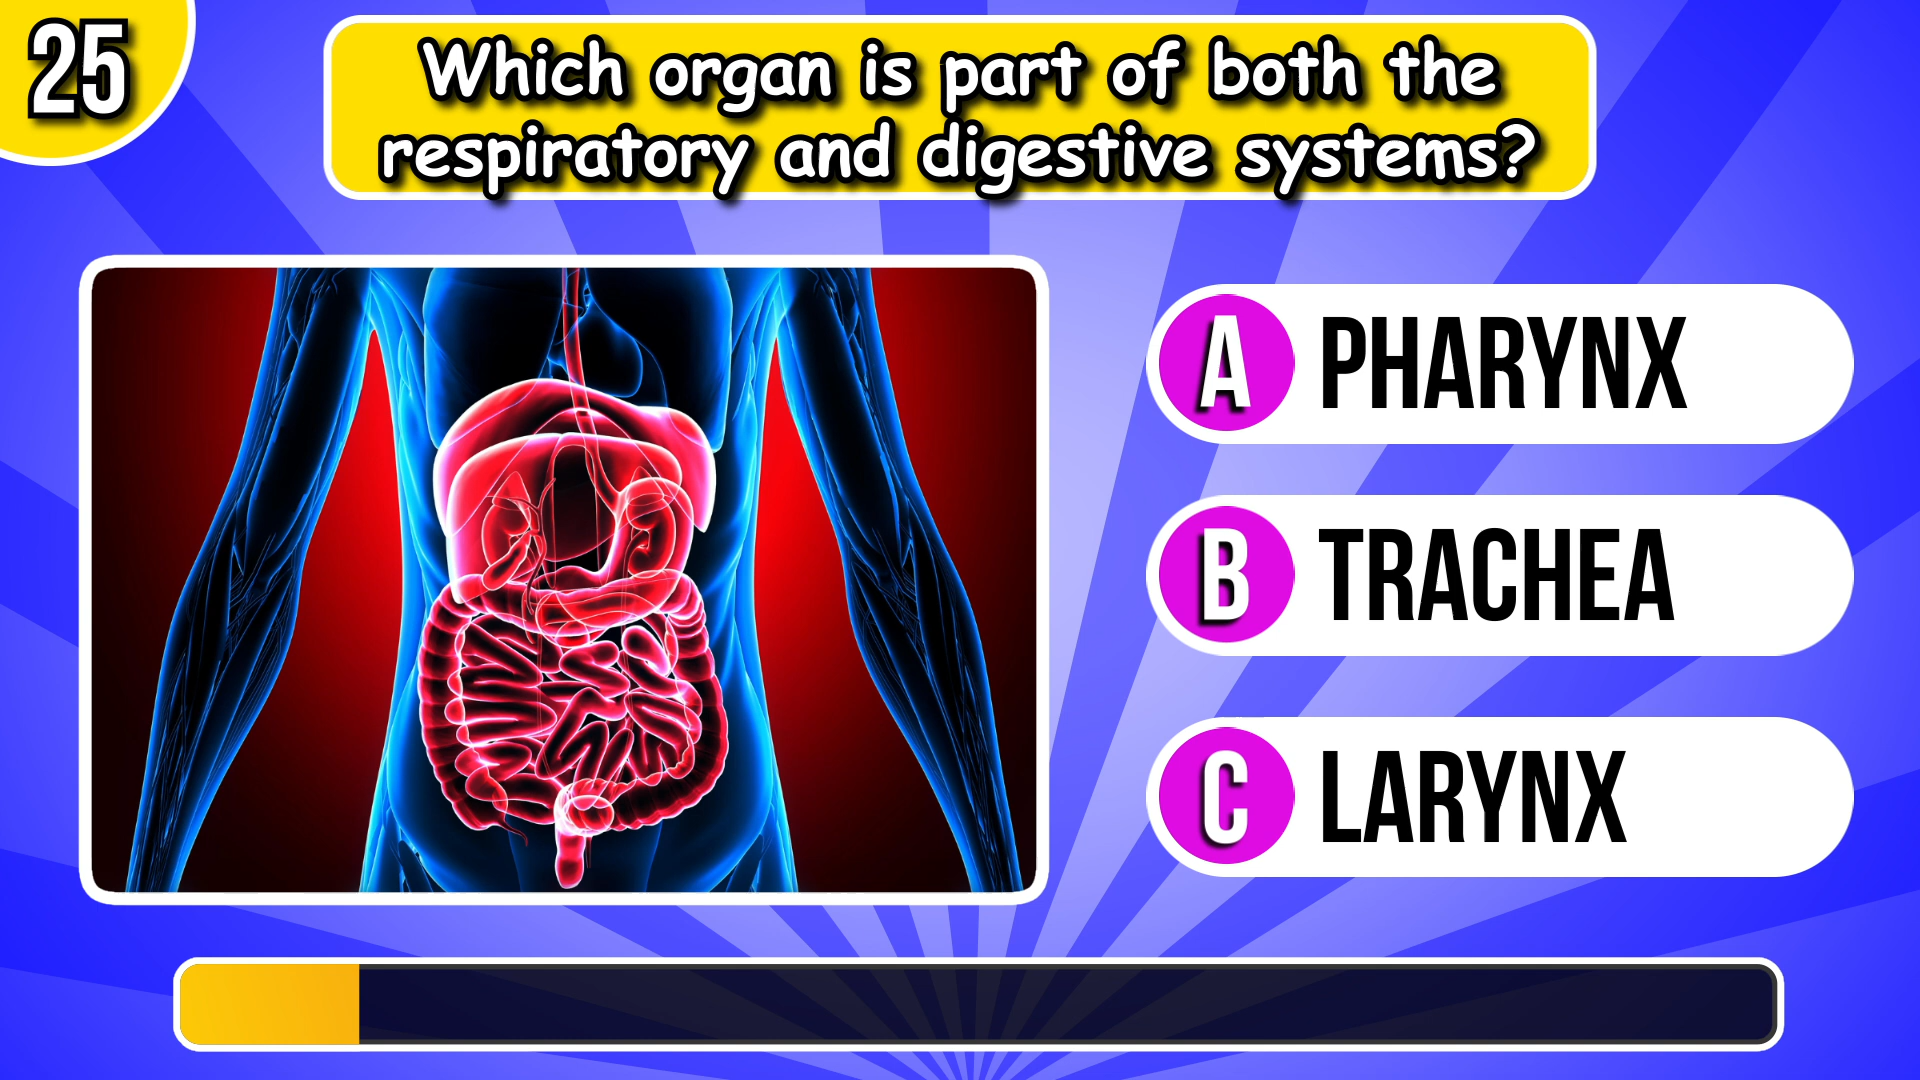 25
Which organ is part of both the
respiratory and digestive systems?
A PHARYNX
B TRACHEA
C LARYNX